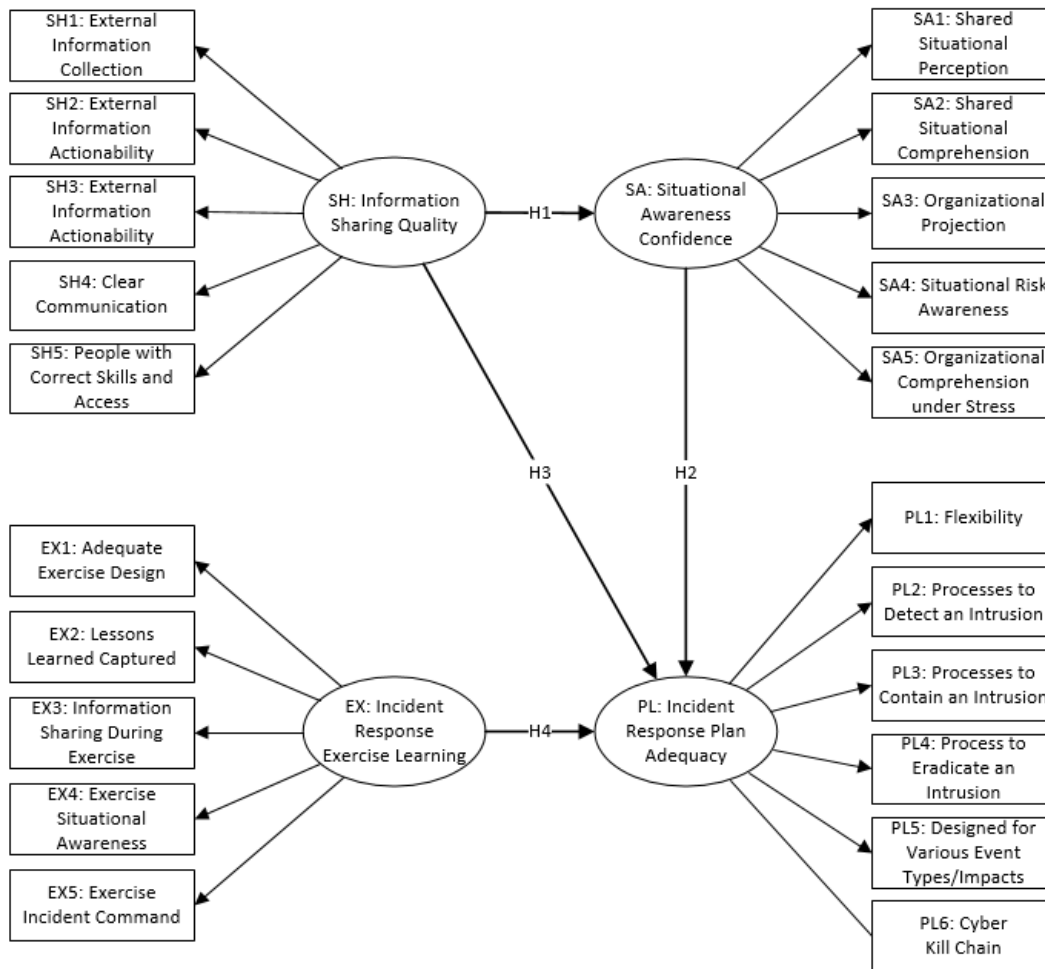 SH1: External
Information
Collection
SH2: External
Information
Actionability
SH3: External
Information
Actionability
SH4: Clear
Communication
SH5: People with
Correct Skills and
Access
SH: Information
Sharing Quality
H1
SA: Situational
Awareness
Confidence
SA1: Shared
Situational
Perception
SA2: Shared
Situational
Comprehension
SA3: Organizational
Projection
SA4: Situational Risk
Awareness
SA5: Organizational
Comprehension
under Stress
H3
H2
EX1: Adequate
Exercise Design
EX2: Lessons
Learned Captured
EX3: Information
Sharing During
Exercise
EX4: Exercise
Situational
Awareness
EX5: Exercise
Incident Command
EX: Incident
Response
Exercise Learning
H4
PL: Incident
Response Plan
Adequacy
PL1: Flexibility
PL2: Processes to
Detect an Intrusion
PL3: Processes to
Contain an Intrusion
PL4: Process to
Eradicate an
Intrusion
PL5: Designed for
Various Event
Types/Impacts
PL6: Cyber
Kill Chain